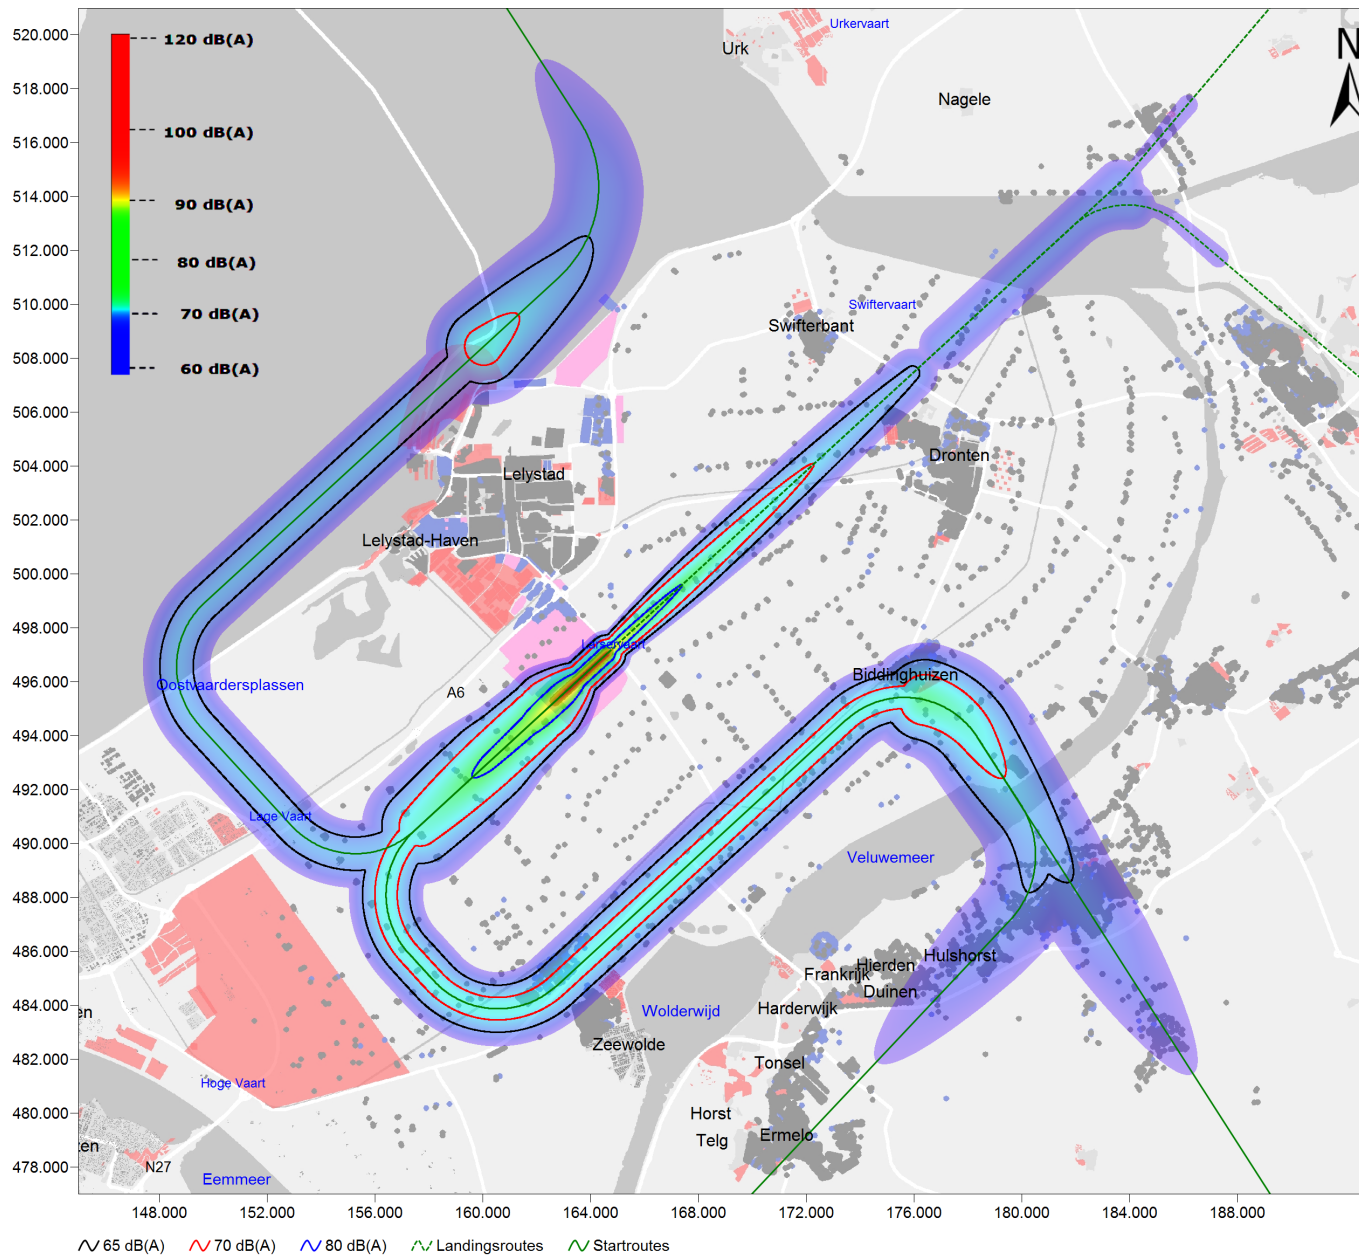 520.000
518.000
516.000
514.000
512.000
510.000
508.000
506.000
504.000
502.000
500.000
498.000
496.000
494.000
492.000
490.000
488.000
486.000
484.000
482.000
480.000
478.000
120 dB(A)
100 dB(A)
90 dB(A)
80 dB(A)
70 dB(A)
60 dB(A)
Urk
Urkervaart
N
Nagele
Swiftervaart
Swifterbant
Dronten
Lelystad
Lelystad-Haven
Larservaart
Biddinghuizen
Oostvaardersplassen
A6
Lage Vaart
Veluwemeer
Hulshorst
Hierden
Frankrijk
Duinen
Harderwijk
Wolderwijd
Zeewolde
Tonsel
Hoge Vaart
Horst
Telg
Ermelo
en
zen
N27
Eemmeer
148.000 152.000 156.000 160.000 164.000 168.000 172.000 176.000 180.000 184.000 188.000
65 dB(A) 70 dB(A) 80 dB(A) Landingsroutes Startroutes